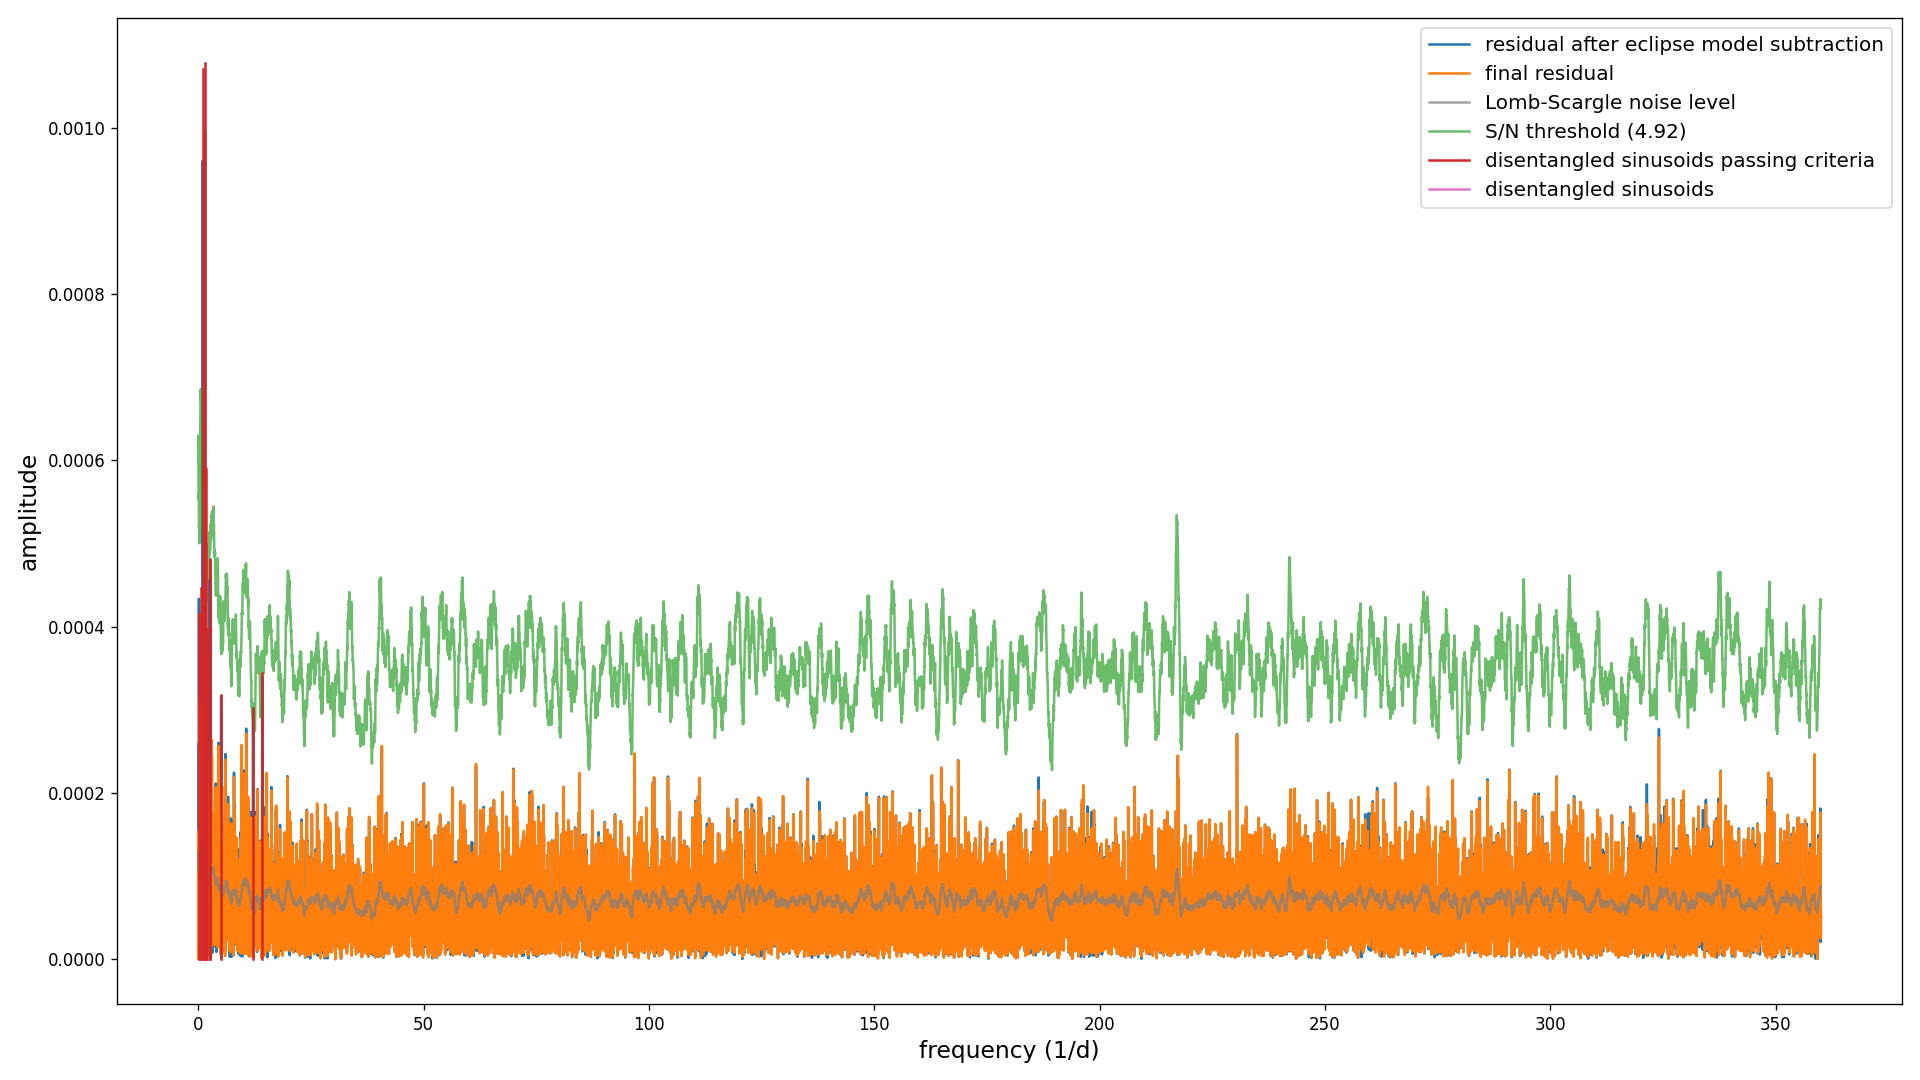 residual after eclipse model subtraction
final residual
Lomb-Scargle noise level
S/N threshold (4.92)
disentangled sinusoids passing criteria
disentangled sinusoids
0.0010
0.0008
0.0006
0.0004
0.0002
0.0000
amplitude
0 50 100 150 200 250 300 350
frequency (1/d)